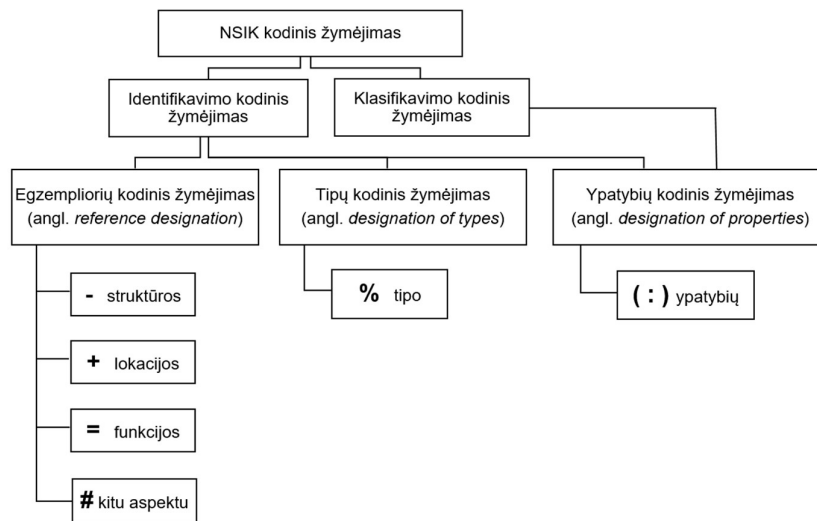 NSIK kodinis žymėjimas
Identifikavimo kodinis
žymėjimas
Klasifikavimo kodinis
žymėjimas
Egzempliorių kodinis žymėjimas
(angl. reference designation)
Tipų kodinis žymėjimas
(angl. designation of types)
Ypatybių kodinis žymėjimas
(angl. designation of properties)
- struktūros
% tipo
( : ) ypatybių
+ lokacijos
= funkcijos
# kitu aspektu